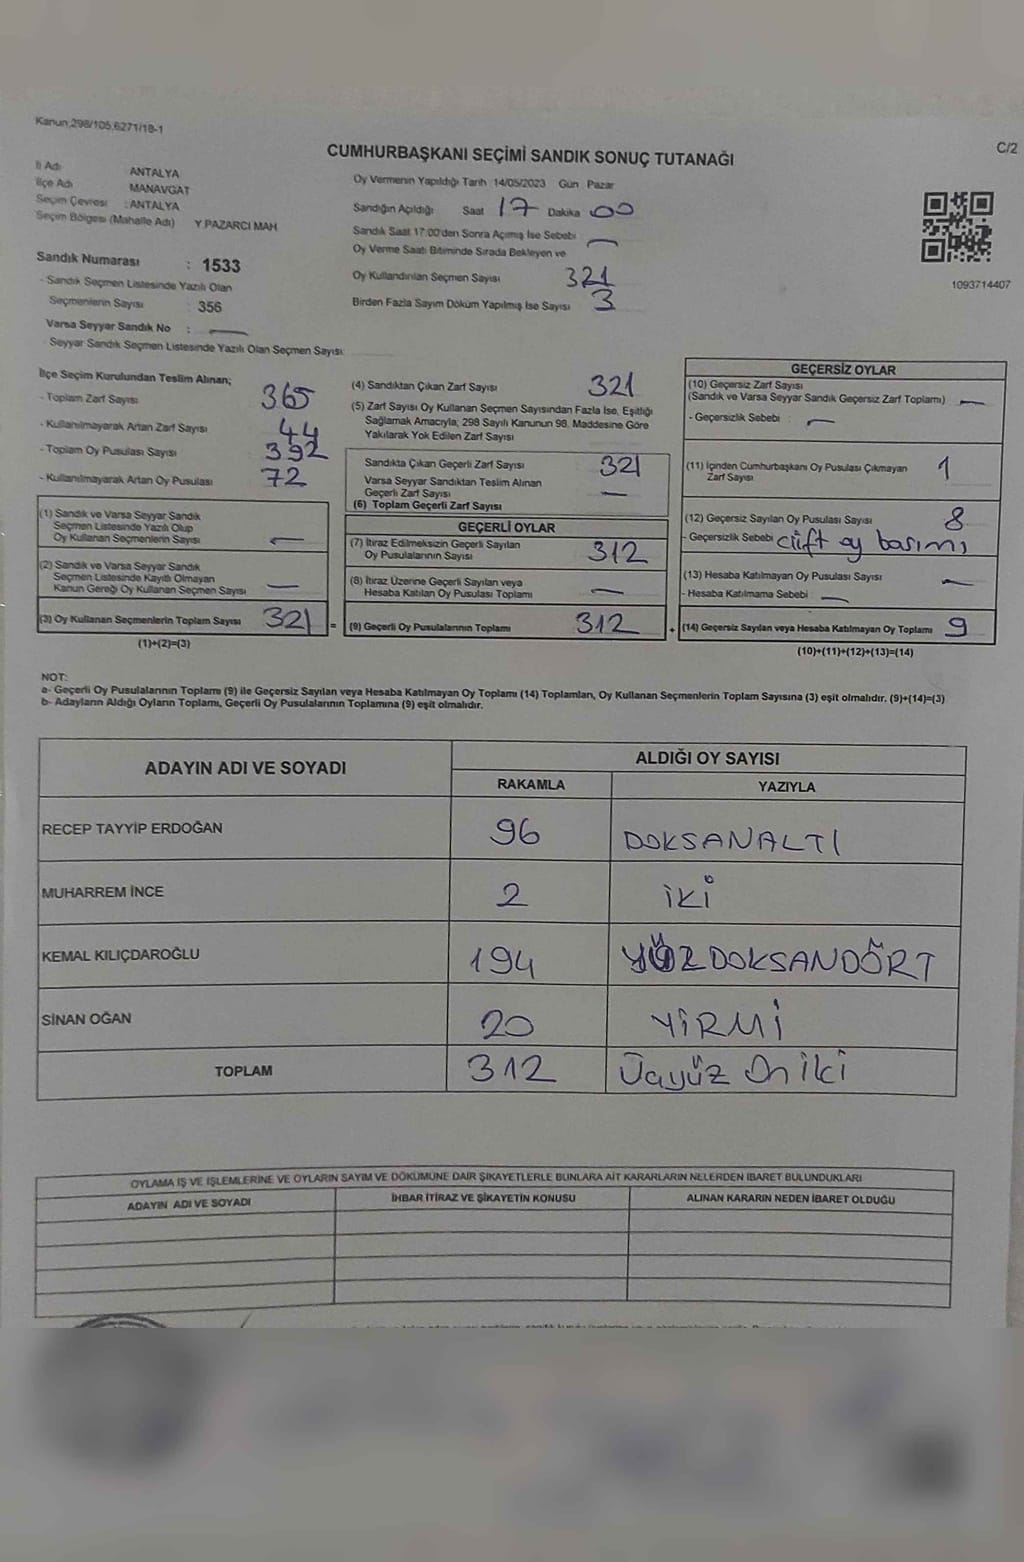 Kanun,298/105,6271/18-1
C/2
CUMHURBAŞKANI SEÇİMİ SANDIK SONUÇ TUTANAĞI
İl Adı ANTALYA
İlçe Adı MANAVGAT
Seçim Çevresi : ANTALYA
Seçim Bölgesi (Mahalle Adı) Y.PAZARCI MAH
Sandık Numarası : 1533
- Sandık Seçmen Listesinde Yazılı Olan
Seçmenlerin Sayısı : 356
Varsa Seyyar Sandık No :
- Seyyar Sandık Seçmen Listesinde Yazılı Olan Seçmen Sayısı:
Oy Vermenin Yapıldığı Tarih 14/05/2023 Gün Pazar
Sandığın Açıldığı Saat 17 Dakika 00
Sandık Saat 17:00'den Sonra Açımış İse Sebebi
Oy Verme Saati Bitiminde Sırada Bekleyen ve
Oy Kullandırılan Seçmen Sayısı 321
Birden Fazla Sayım Döküm Yapılmış İse Sayısı 3
1093714407
İlçe Seçim Kurulundan Teslim Alınan;
- Toplam Zarf Sayısı 365
- Kullanılmayarak Artan Zarf Sayısı 44
- Toplam Oy Pusulası Sayısı 392
- Kullanılmayarak Artan Oy Pusulası 72
(1) Sandık ve Varsa Seyyar Sandık
Seçmen Listesinde Yazılı Olup
Oy Kullanan Seçmenlerin Sayısı
(2) Sandık ve Varsa Seyyar Sandık
Seçmen Listesinde Kayıtlı Olmayan
Kanun Gereği Oy Kullanan Seçmen Sayısı
(3) Oy Kullanan Seçmenlerin Toplam Sayısı 321 =
(1)+(2)=(3)
(4) Sandıktan Çıkan Zarf Sayısı 321
(5) Zarf Sayısı Oy Kullanan Seçmen Sayısından Fazla İse, Eşitliği
Sağlamak Amacıyla; 298 Sayılı Kanunun 98. Maddesine Göre
Yakılarak Yok Edilen Zarf Sayısı
Sandıkta Çıkan Geçerli Zarf Sayısı 321
Varsa Seyyar Sandıktan Teslim Alınan
Geçerli Zarf Sayısı
(6) Toplam Geçerli Zarf Sayısı
GEÇERLİ OYLAR
(7) İtiraz Edilmeksizin Geçerli Sayılan
Oy Pusulalarının Sayısı 312
(8) İtiraz Üzerine Geçerli Sayılan veya
Hesaba Katılan Oy Pusulası Toplamı
(9) Geçerli Oy Pusulalarının Toplamı 312 +
GEÇERSİZ OYLAR
(10) Geçersiz Zarf Sayısı
(Sandık ve Varsa Seyyar Sandık Geçersiz Zarf Toplamı)
- Geçersizlik Sebebi :
(11) İçinden Cumhurbaşkanı Oy Pusulası Çıkmayan
Zarf Sayısı 1
(12) Geçersiz Sayılan Oy Pusulası Sayısı 8
- Geçersizlik Sebebi çift oy basımı
(13) Hesaba Katılmayan Oy Pusulası Sayısı
- Hesaba Katılmama Sebebi :
(14) Geçersiz Sayılan veya Hesaba Katılmayan Oy Toplamı 9
(10)+(11)+(12)+(13)=(14)
NOT:
a- Geçerli Oy Pusulalarının Toplamı (9) ile Geçersiz Sayılan veya Hesaba Katılmayan Oy Toplamı (14) Toplamları, Oy Kullanan Seçmenlerin Toplam Sayısına (3) eşit olmalıdır. (9)+(14)=(3)
b- Adayların Aldığı Oyların Toplamı, Geçerli Oy Pusulalarının Toplamına (9) eşit olmalıdır.
ADAYIN ADI VE SOYADI
ALDIĞI OY SAYISI
RAKAMLA YAZIYLA
RECEP TAYYİP ERDOĞAN 96 DOKSANALTI
MUHARREM İNCE 2 İKİ
KEMAL KILIÇDAROĞLU 194 YÜZDOKSANDÖRT
SİNAN OĞAN 20 YİRMİ
TOPLAM 312 Üçyüz On iki
OYLAMA İŞ VE İŞLEMLERİNE VE OYLARIN SAYIM VE DÖKÜMÜNE DAİR ŞİKAYETLERLE BUNLARA AİT KARARLARIN NELERDEN İBARET BULUNDUKLARI
ADAYIN ADI VE SOYADI İHBAR İTİRAZ VE ŞİKAYETİN KONUSU ALINAN KARARIN NEDEN İBARET OLDUĞU